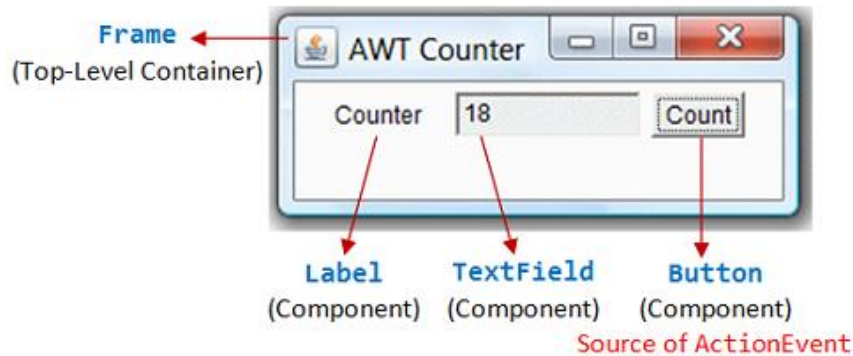 Frame
(Top-Level Container)
AWT Counter
Counter
18
Count
Label
(Component)
TextField
(Component)
Button
(Component)
Source of ActionEvent